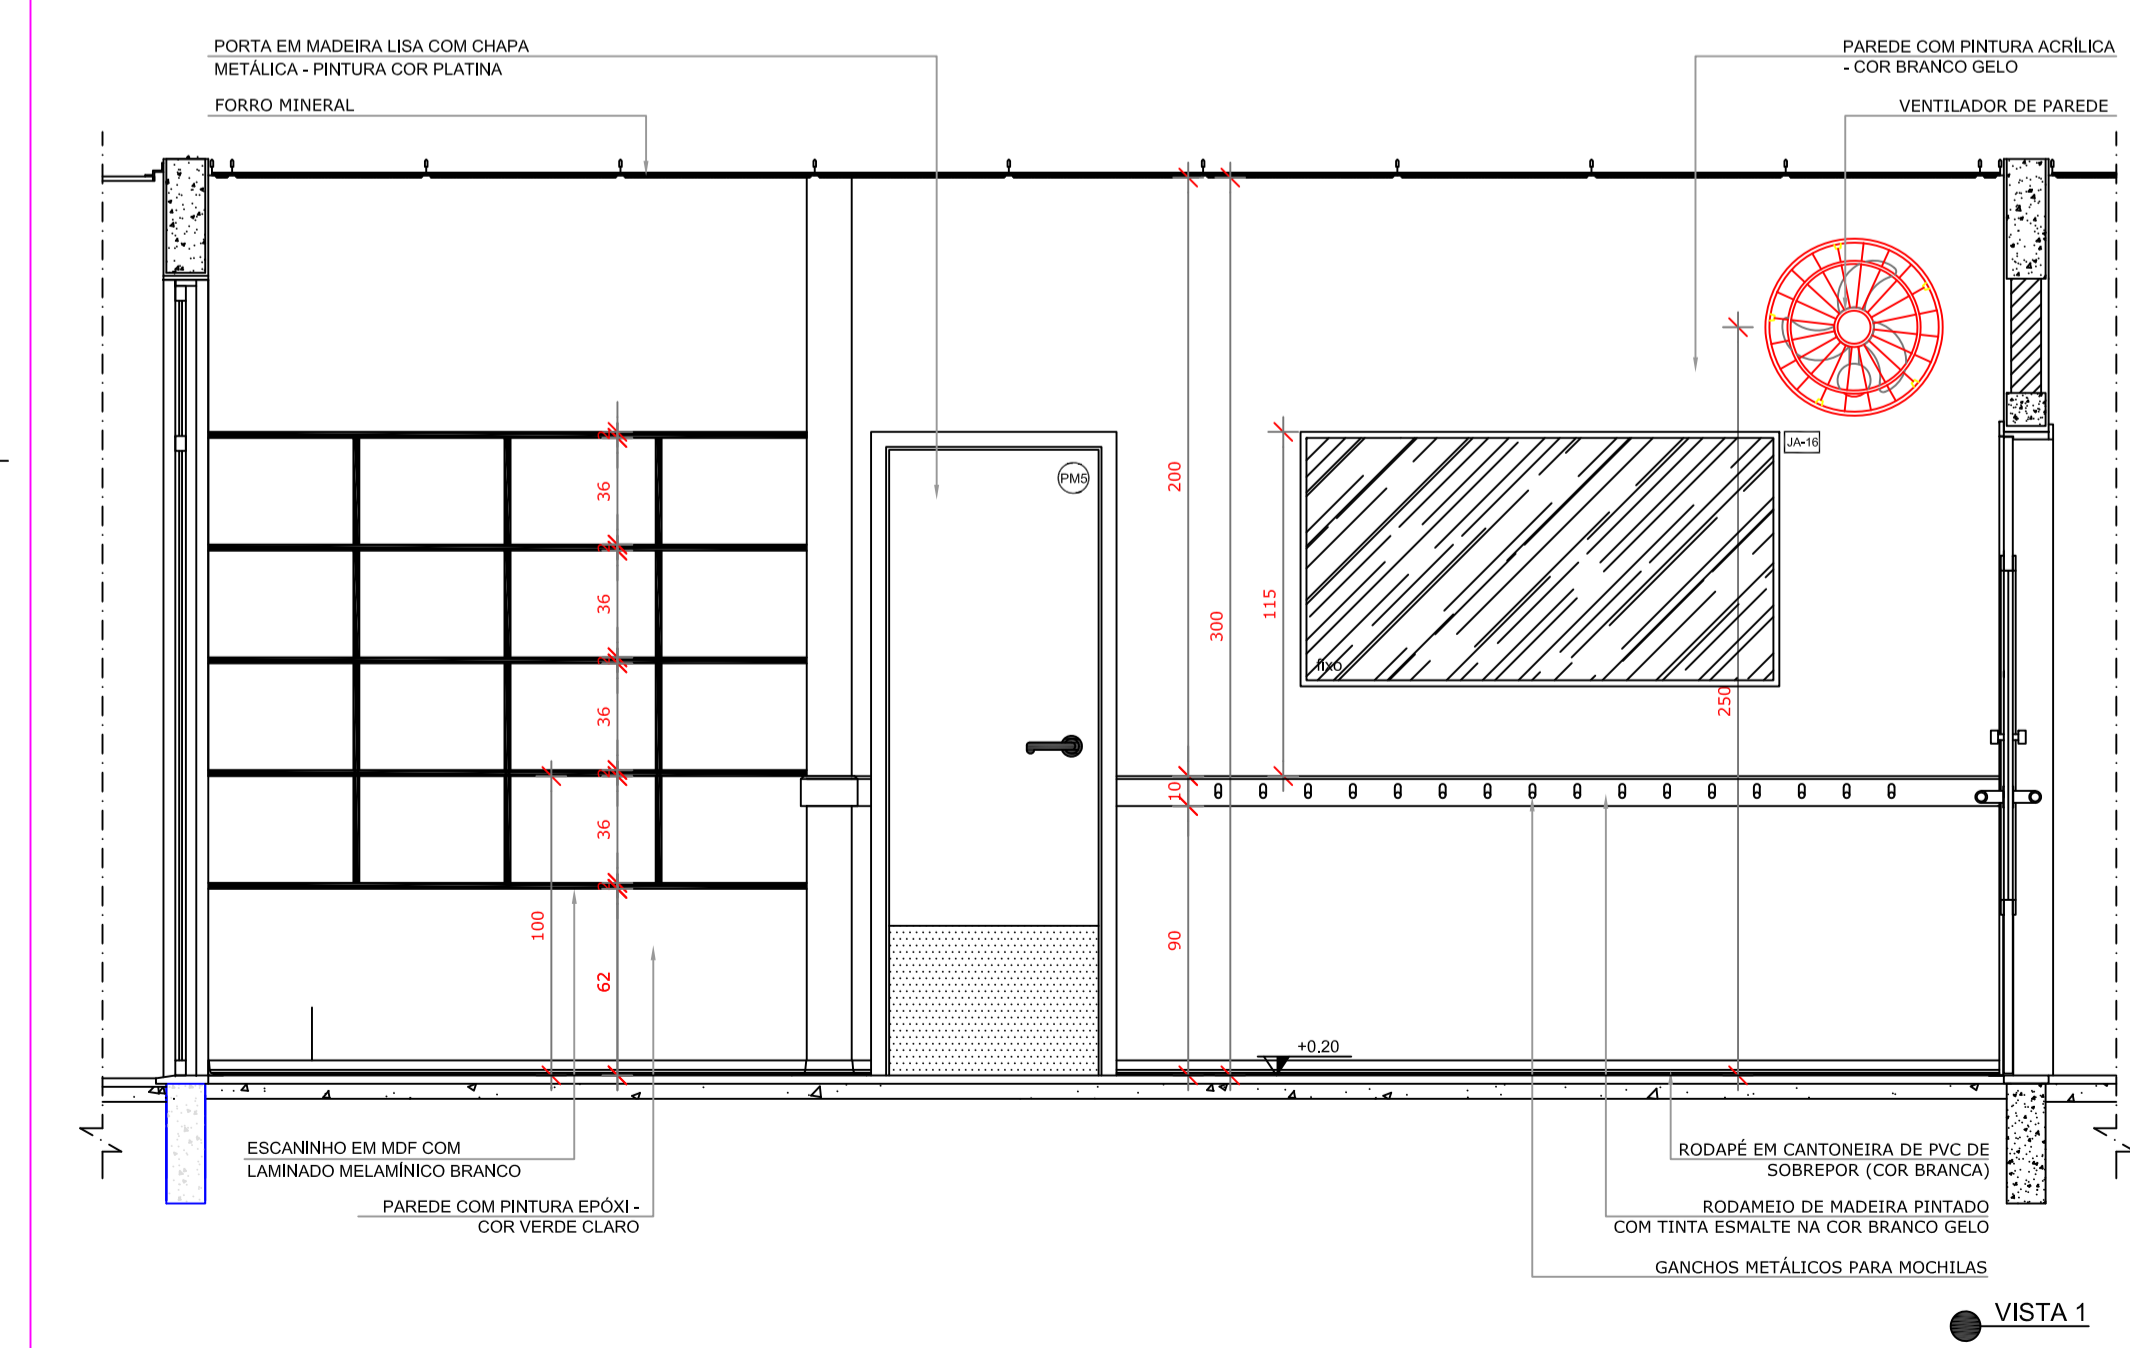 PORTA EM MADEIRA LISA COM CHAPA
METÁLICA - PINTURA COR PLATINA
FORRO MINERAL
PAREDE COM PINTURA ACRÍLICA
- COR BRANCO GELO
VENTILADOR DE PAREDE
JA-16
PM5
36
36
36
36
100
62
200
300
115
10
90
250
fixo
+0.20
ESCANINHO EM MDF COM
LAMINADO MELAMÍNICO BRANCO
PAREDE COM PINTURA EPÓXI -
COR VERDE CLARO
RODAPÉ EM CANTONEIRA DE PVC DE
SOBREPOR (COR BRANCA)
RODAMEIO DE MADEIRA PINTADO
COM TINTA ESMALTE NA COR BRANCO GELO
GANCHOS METÁLICOS PARA MOCHILAS
VISTA 1